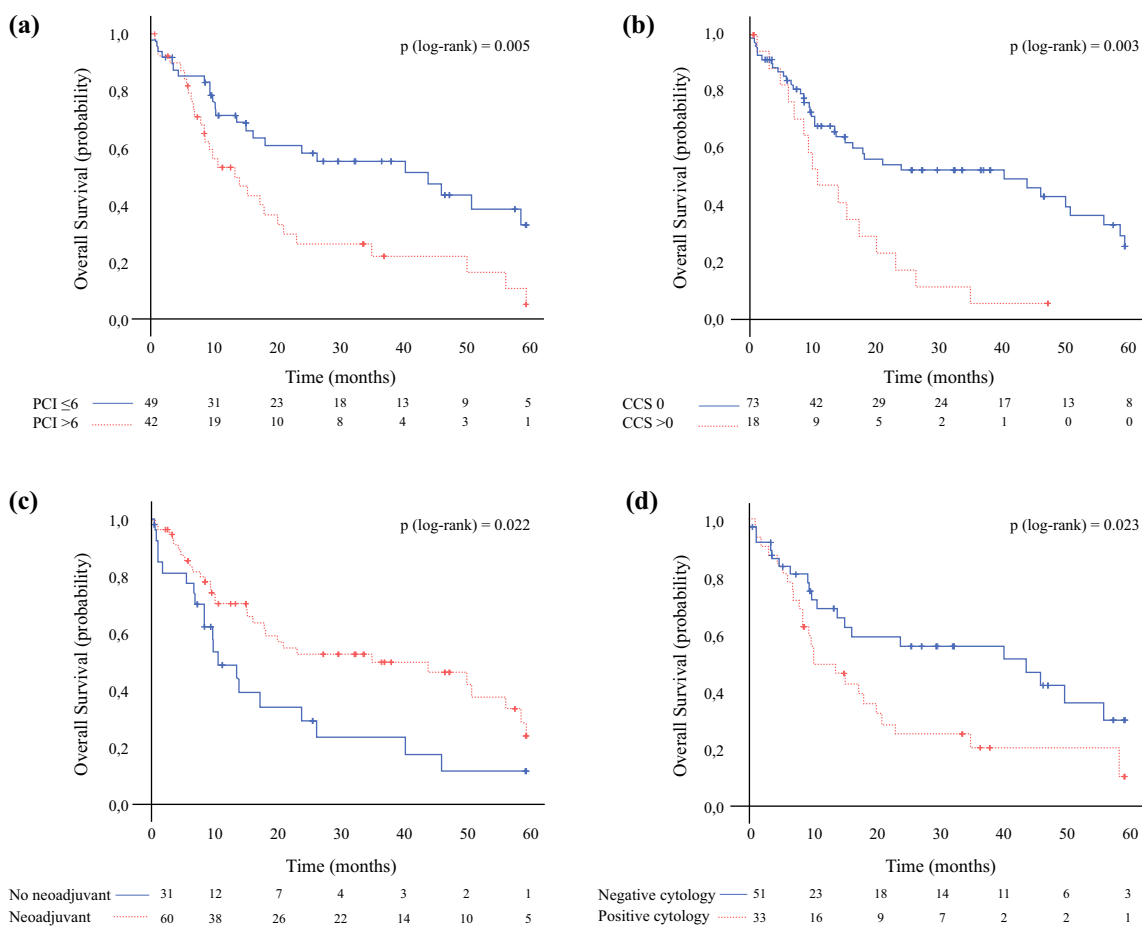 (a)
p (log-rank) = 0.005
Overall Survival (probability)
1,0
0,8
0,6
0,4
0,2
0,0
0 10 20 30 40 50 60
Time (months)
PCI ≤6 49 31 23 18 13 9 5
PCI >6 42 19 10 8 4 3 1
(b)
p (log-rank) = 0.003
Overall Survival (probability)
1,0
0,8
0,6
0,4
0,2
0,0
0 10 20 30 40 50 60
Time (months)
CCS 0 73 42 29 24 17 13 8
CCS >0 18 9 5 2 1 0 0
(c)
p (log-rank) = 0.022
Overall Survival (probability)
1,0
0,8
0,6
0,4
0,2
0,0
0 10 20 30 40 50 60
Time (months)
No neoadjuvant 31 12 7 4 3 2 1
Neoadjuvant 60 38 26 22 14 10 5
(d)
p (log-rank) = 0.023
Overall Survival (probability)
1,0
0,8
0,6
0,4
0,2
0,0
0 10 20 30 40 50 60
Time (months)
Negative cytology 51 23 18 14 11 6 3
Positive cytology 33 16 9 7 2 2 1